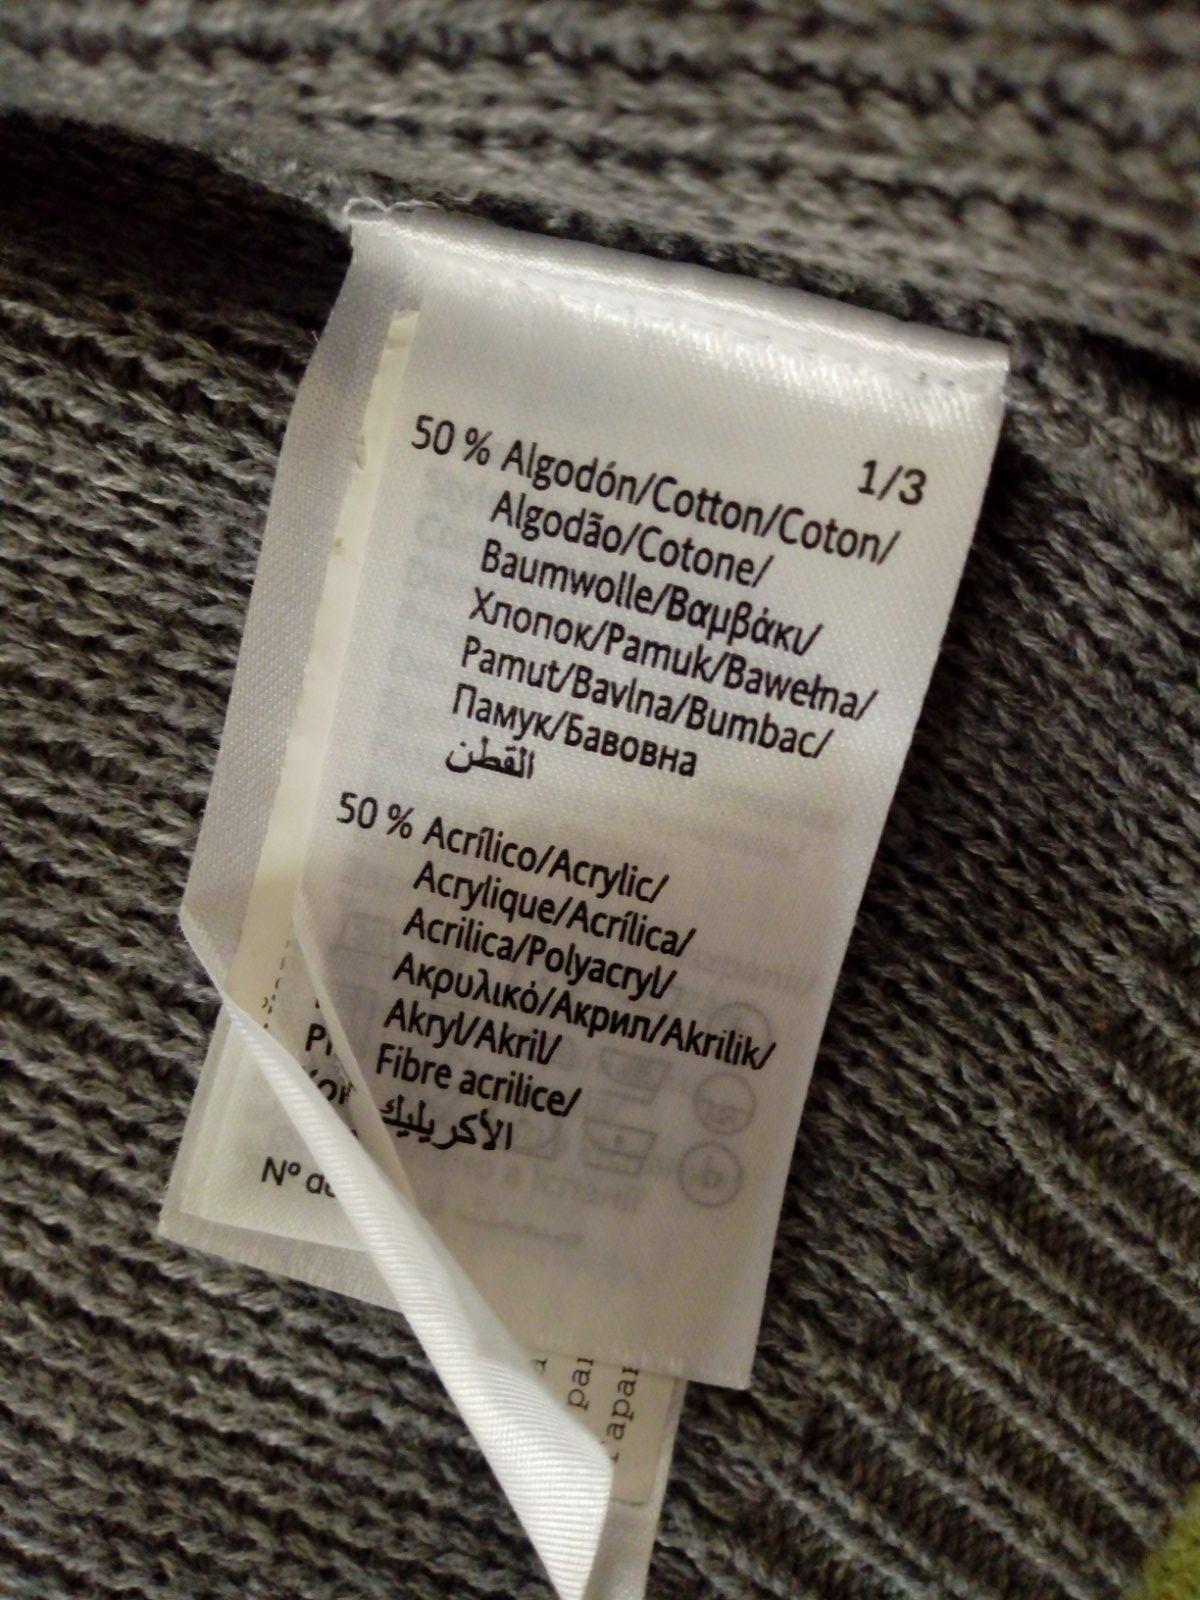 1/3
50 % Algodón/Cotton/Coton/
Algodão/Cotone/
Baumwolle/Βαμβάκι/
Хлопок/Pamuk/Bawełna/
Pamut/Bavlna/Bumbac/
Памук/Бавовна
القطن
50 % Acrílico/Acrylic/
Acrylique/Acrílica/
Acrilica/Polyacryl/
Ακρυλικό/Акрил/Akrilik/
Akryl/Akril/
Fibre acrilice/
الأكريليك
Nº